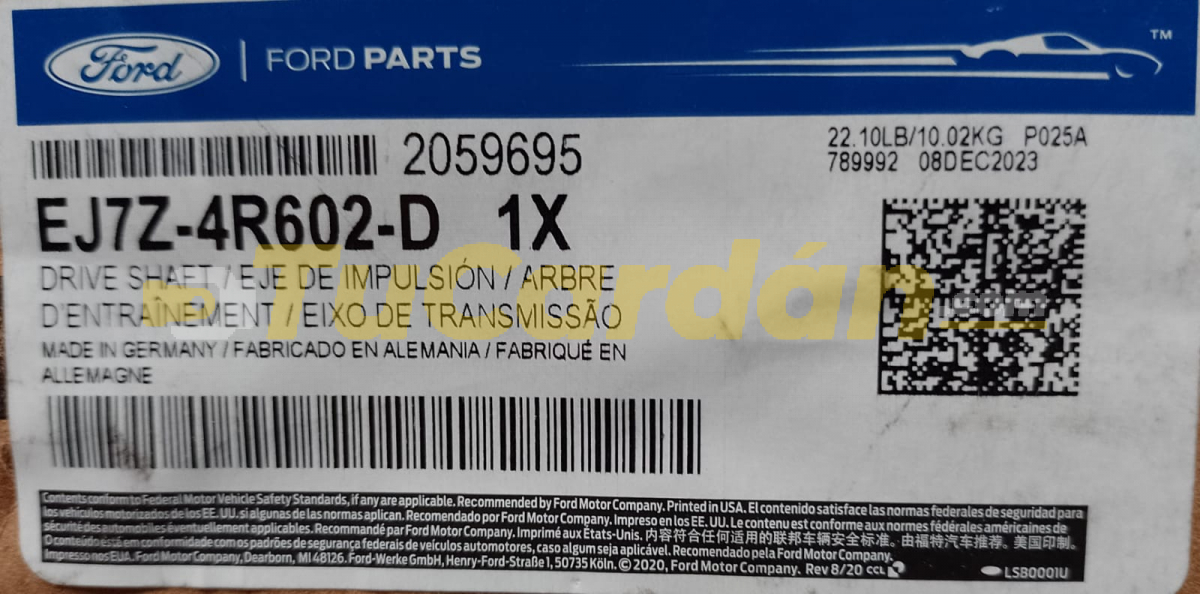 Ford | FORD PARTS ™
2059695
22.10LB/10.02KG P025A
789992 08DEC2023
EJ7Z-4R602-D 1X
DRIVE SHAFT / EJE DE IMPULSIÓN / ARBRE
D'ENTRAÎNEMENT / EIXO DE TRANSMISSÃO
TuCardán
MADE IN GERMANY / FABRICADO EN ALEMANIA / FABRIQUÉ EN
ALLEMAGNE
Contents conform to Federal Motor Vehicle Safety Standards, if any are applicable. Recommended by Ford Motor Company. Printed in USA. El contenido satisface las normas federales de seguridad para
los vehículos motorizados de los EE. UU. si algunas de las normas aplican. Recomendado por Ford Motor Company. Impreso en los EE. UU. Le contenu est conforme aux normes fédérales américaines de
sécurité des automobiles éventuellement applicables. Recommandé par Ford Motor Company. Imprimé aux États-Unis. 内容符合任何适用的联邦车辆安全标准。由福特汽车推荐。美国印制。
O conteúdo está em conformidade com os padrões de segurança federais de veículos automotores, caso algum seja aplicável. Recomendado pela Ford Motor Company.
Impresso nos EUA. Ford Motor Company, Dearborn, MI 48126. Ford-Werke GmbH, Henry-Ford-Straße 1, 50735 Köln. © 2020, Ford Motor Company. Rev 8/20 CCL
LSB0001U